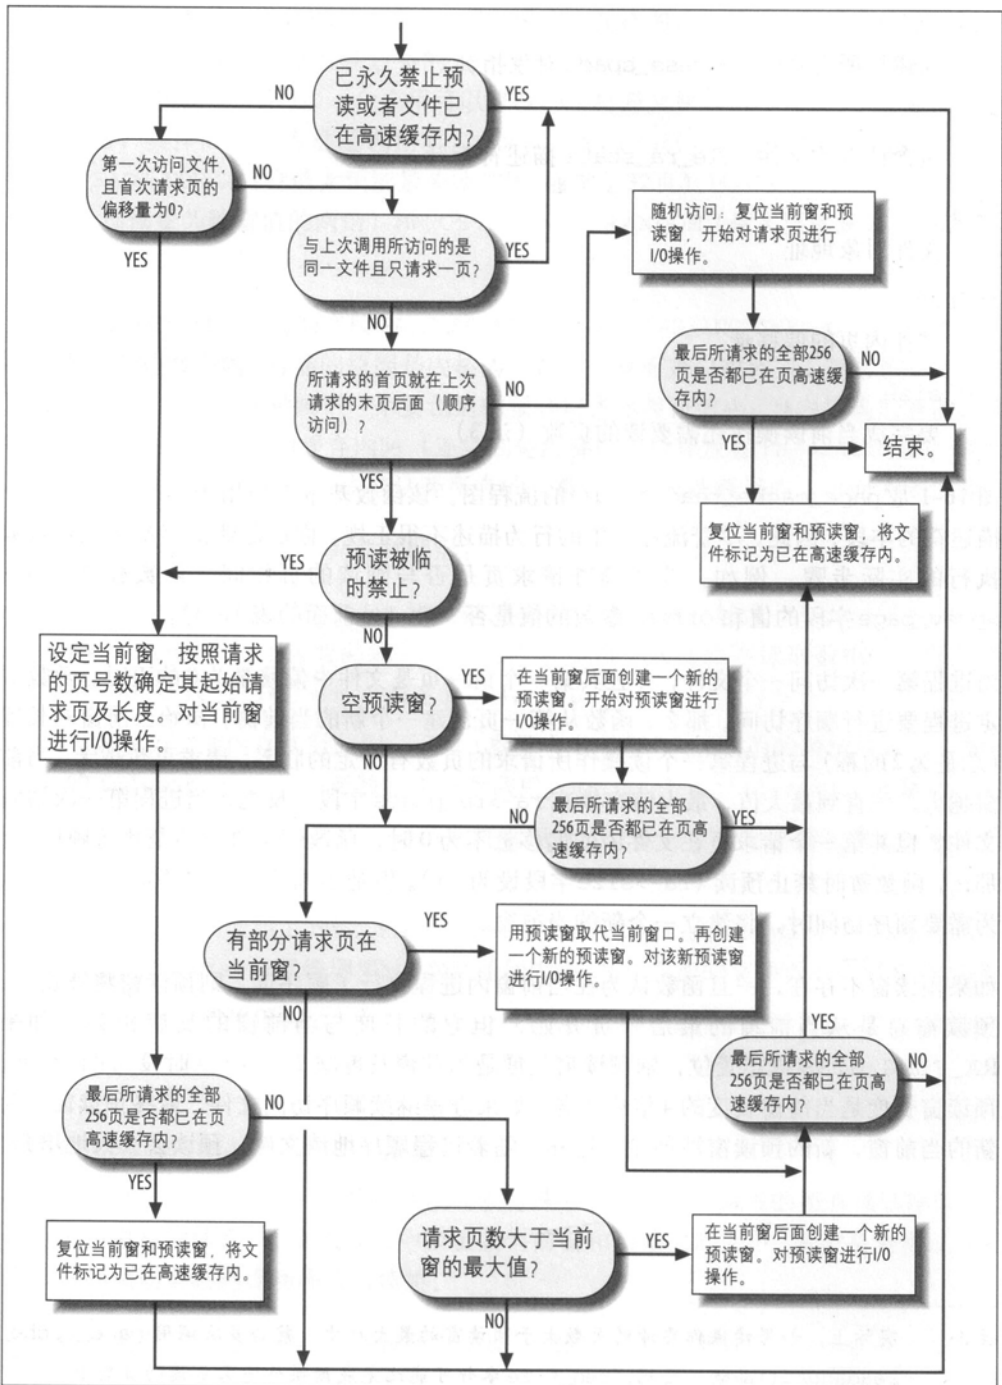 已永久禁止预
读或者文件已
在高速缓存内?
NO
YES
第一次访问文件,
且首次请求页的
偏移量为0?
NO
YES
与上次调用所访问的是
同一文件且只请求一页?
YES
NO
随机访问: 复位当前窗和预
读窗, 开始对请求页进行
I/0操作。
所请求的首页就在上次
请求的末页后面 (顺序
访问) ?
NO
YES
最后所请求的全部256
页是否都已在页高速缓
存内?
NO
YES
结束。
复位当前窗和预读窗, 将文
件标记为已在高速缓存内。
预读被临
时禁止?
YES
NO
设定当前窗, 按照请求
的页号数确定其起始请
求页及长度。对当前窗
进行I/0操作。
空预读窗?
YES
NO
在当前窗后面创建一个新的
预读窗。开始对预读窗进行
I/0操作。
最后所请求的全部
256页是否都已在页高
速缓存内?
NO
YES
有部分请求页在
当前窗?
YES
NO
用预读窗取代当前窗口。再创建
一个新的预读窗。对该新预读窗
进行I/0操作。
最后所请求的全部
256页是否都已在页高
速缓存内?
YES
NO
最后所请求的全部
256页是否都已在页
高速缓存内?
NO
YES
复位当前窗和预读窗, 将文
件标记为已在高速缓存内。
请求页数大于当前
窗的最大值?
YES
NO
在当前窗后面创建一个新的
预读窗。对预读窗进行I/0
操作。